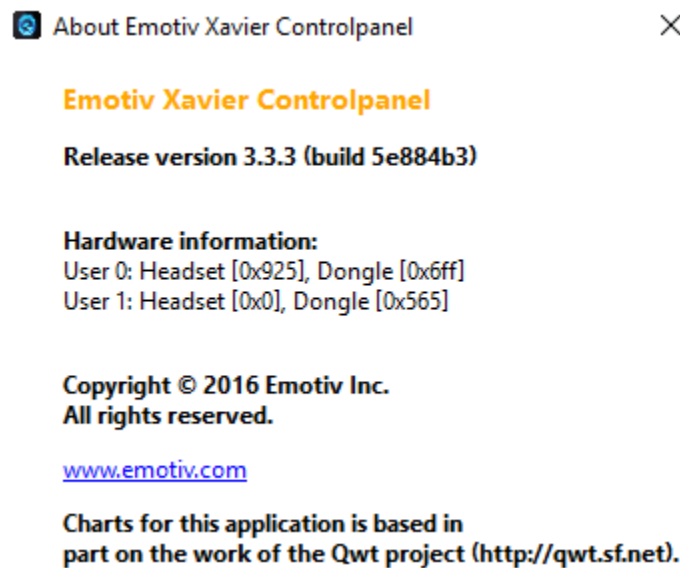 About Emotiv Xavier Controlpanel
Emotiv Xavier Controlpanel
Release version 3.3.3 (build 5e884b3)
Hardware information:
User 0: Headset [0x925], Dongle [0x6ff]
User 1: Headset [0x0], Dongle [0x565]
Copyright © 2016 Emotiv Inc.
All rights reserved.
www.emotiv.com
Charts for this application is based in
part on the work of the Qwt project (http://qwt.sf.net).